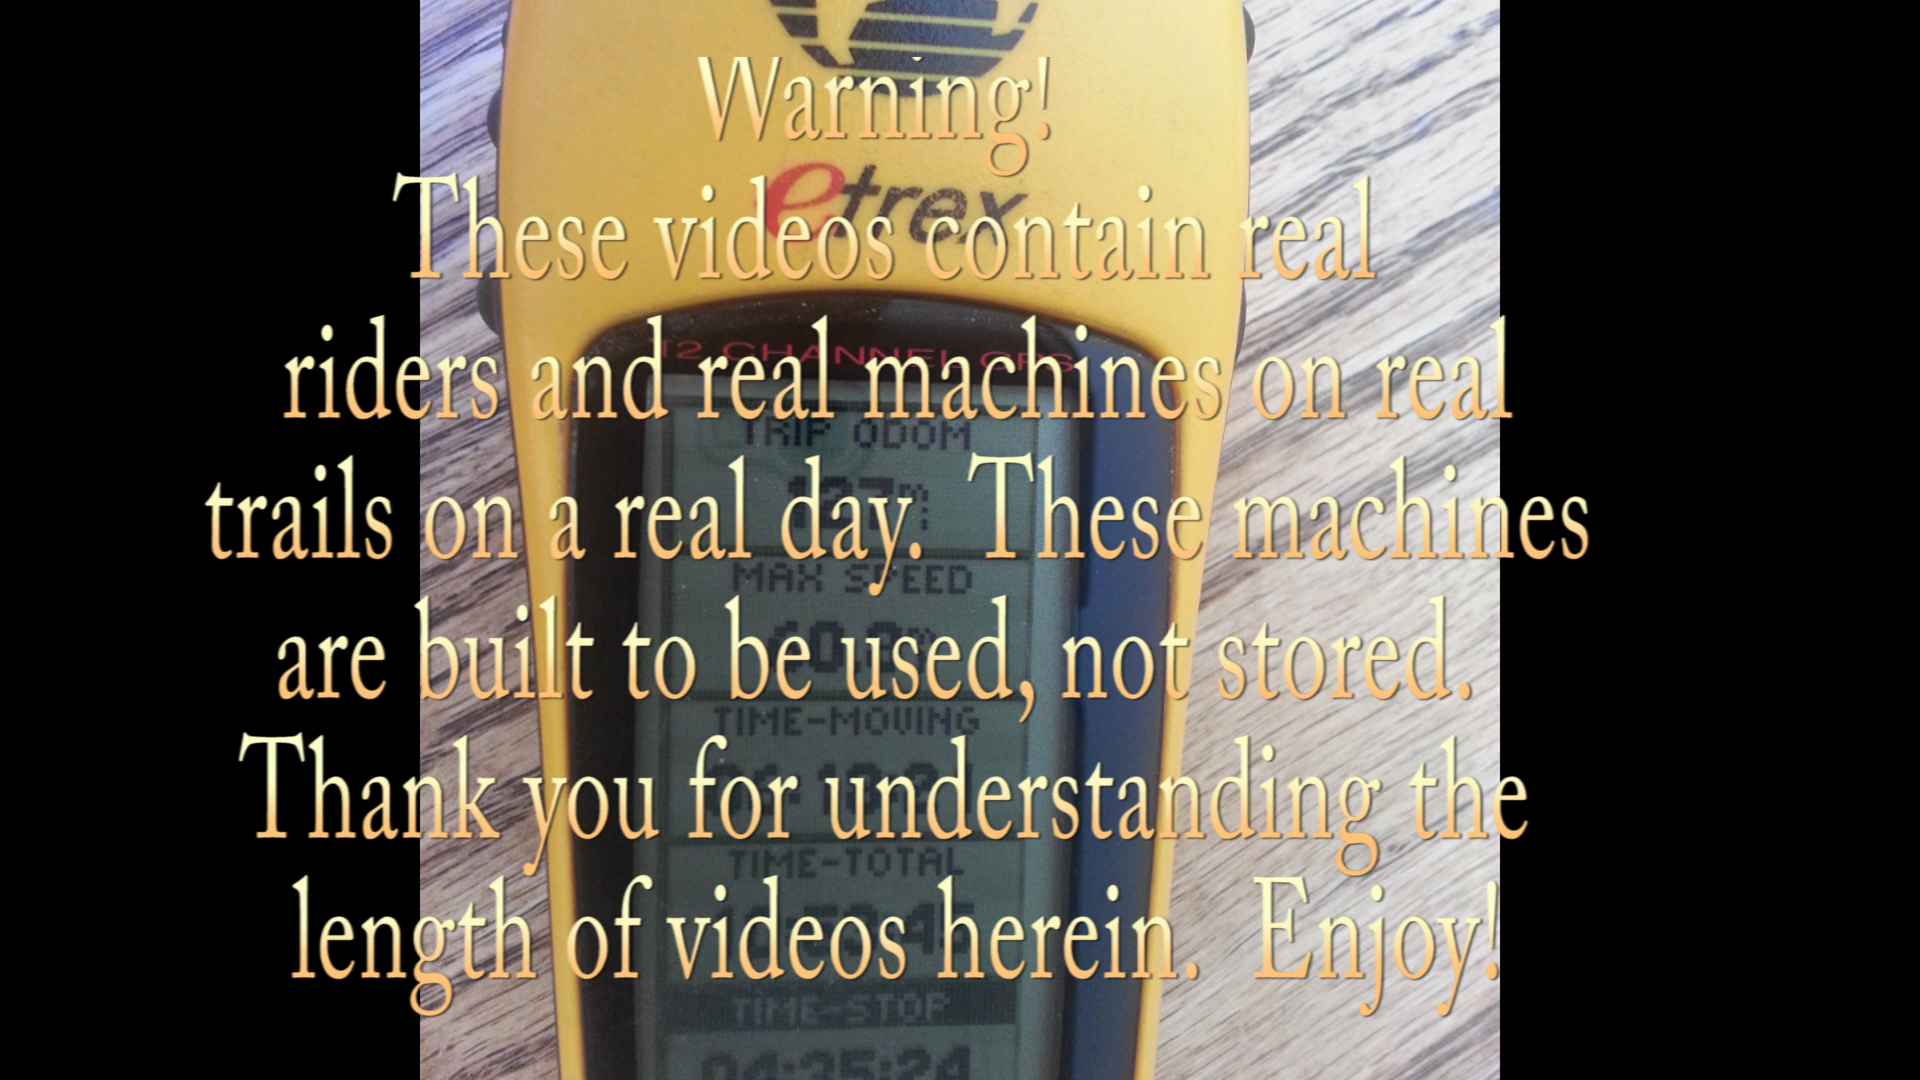 Warning!
etrex
These videos contain real
12 CHANNEL GPS
riders and real machines on real
TRIP ODOM
trails on a real day. These machines
MAX SPEED
are built to be used, not stored.
TIME-MOVING
Thank you for understanding the
TIME-TOTAL
length of videos herein. Enjoy!
TIME-STOP
04:35:24